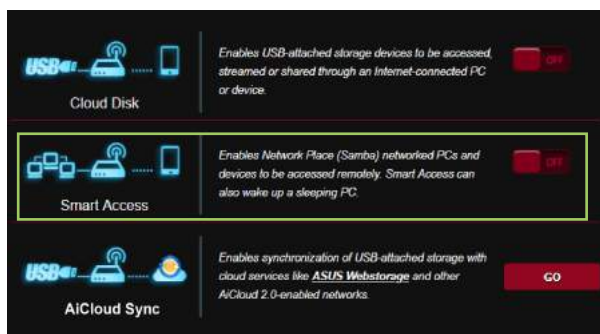 USB
Cloud Disk
Enables USB-attached storage devices to be accessed,
streamed or shared through an Internet-connected PC
or device.
OFF
Smart Access
Enables Network Place (Samba) networked PCs and
devices to be accessed remotely. Smart Access can
also wake up a sleeping PC.
OFF
USB
AiCloud Sync
Enables synchronization of USB-attached storage with
cloud services like ASUS Webstorage and other
AiCloud 2.0-enabled networks.
GO